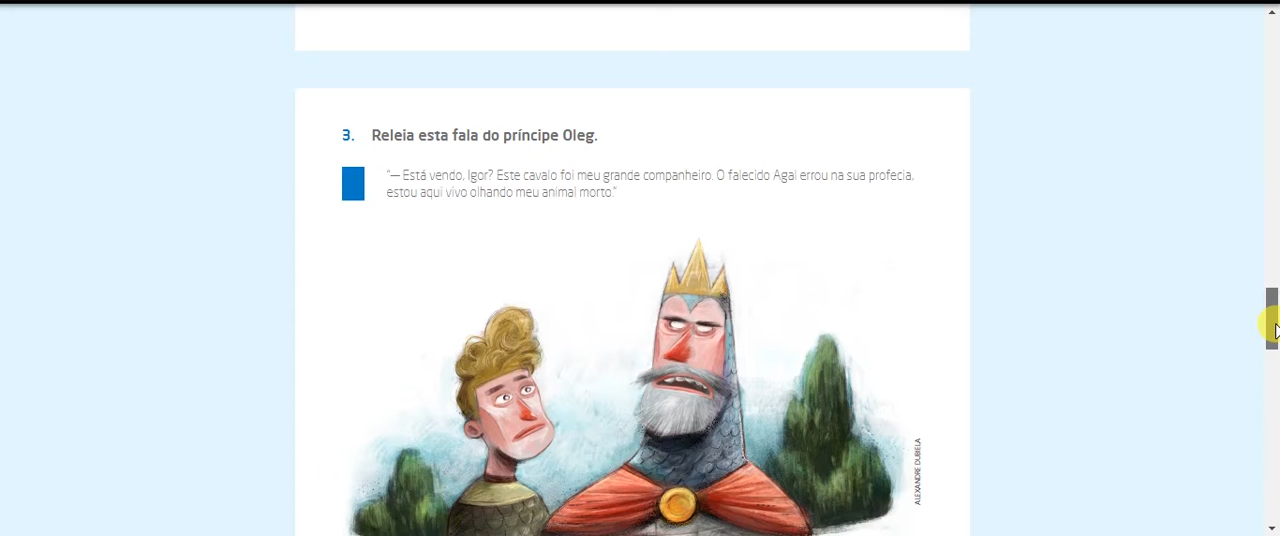 3. Releia esta fala do príncipe Oleg.
"— Está vendo, Igor? Este cavalo foi meu grande companheiro. O falecido Agal errou na sua profecia,
estou aqui vivo olhando meu animal morto."
ALEXANDRE DUBIELA